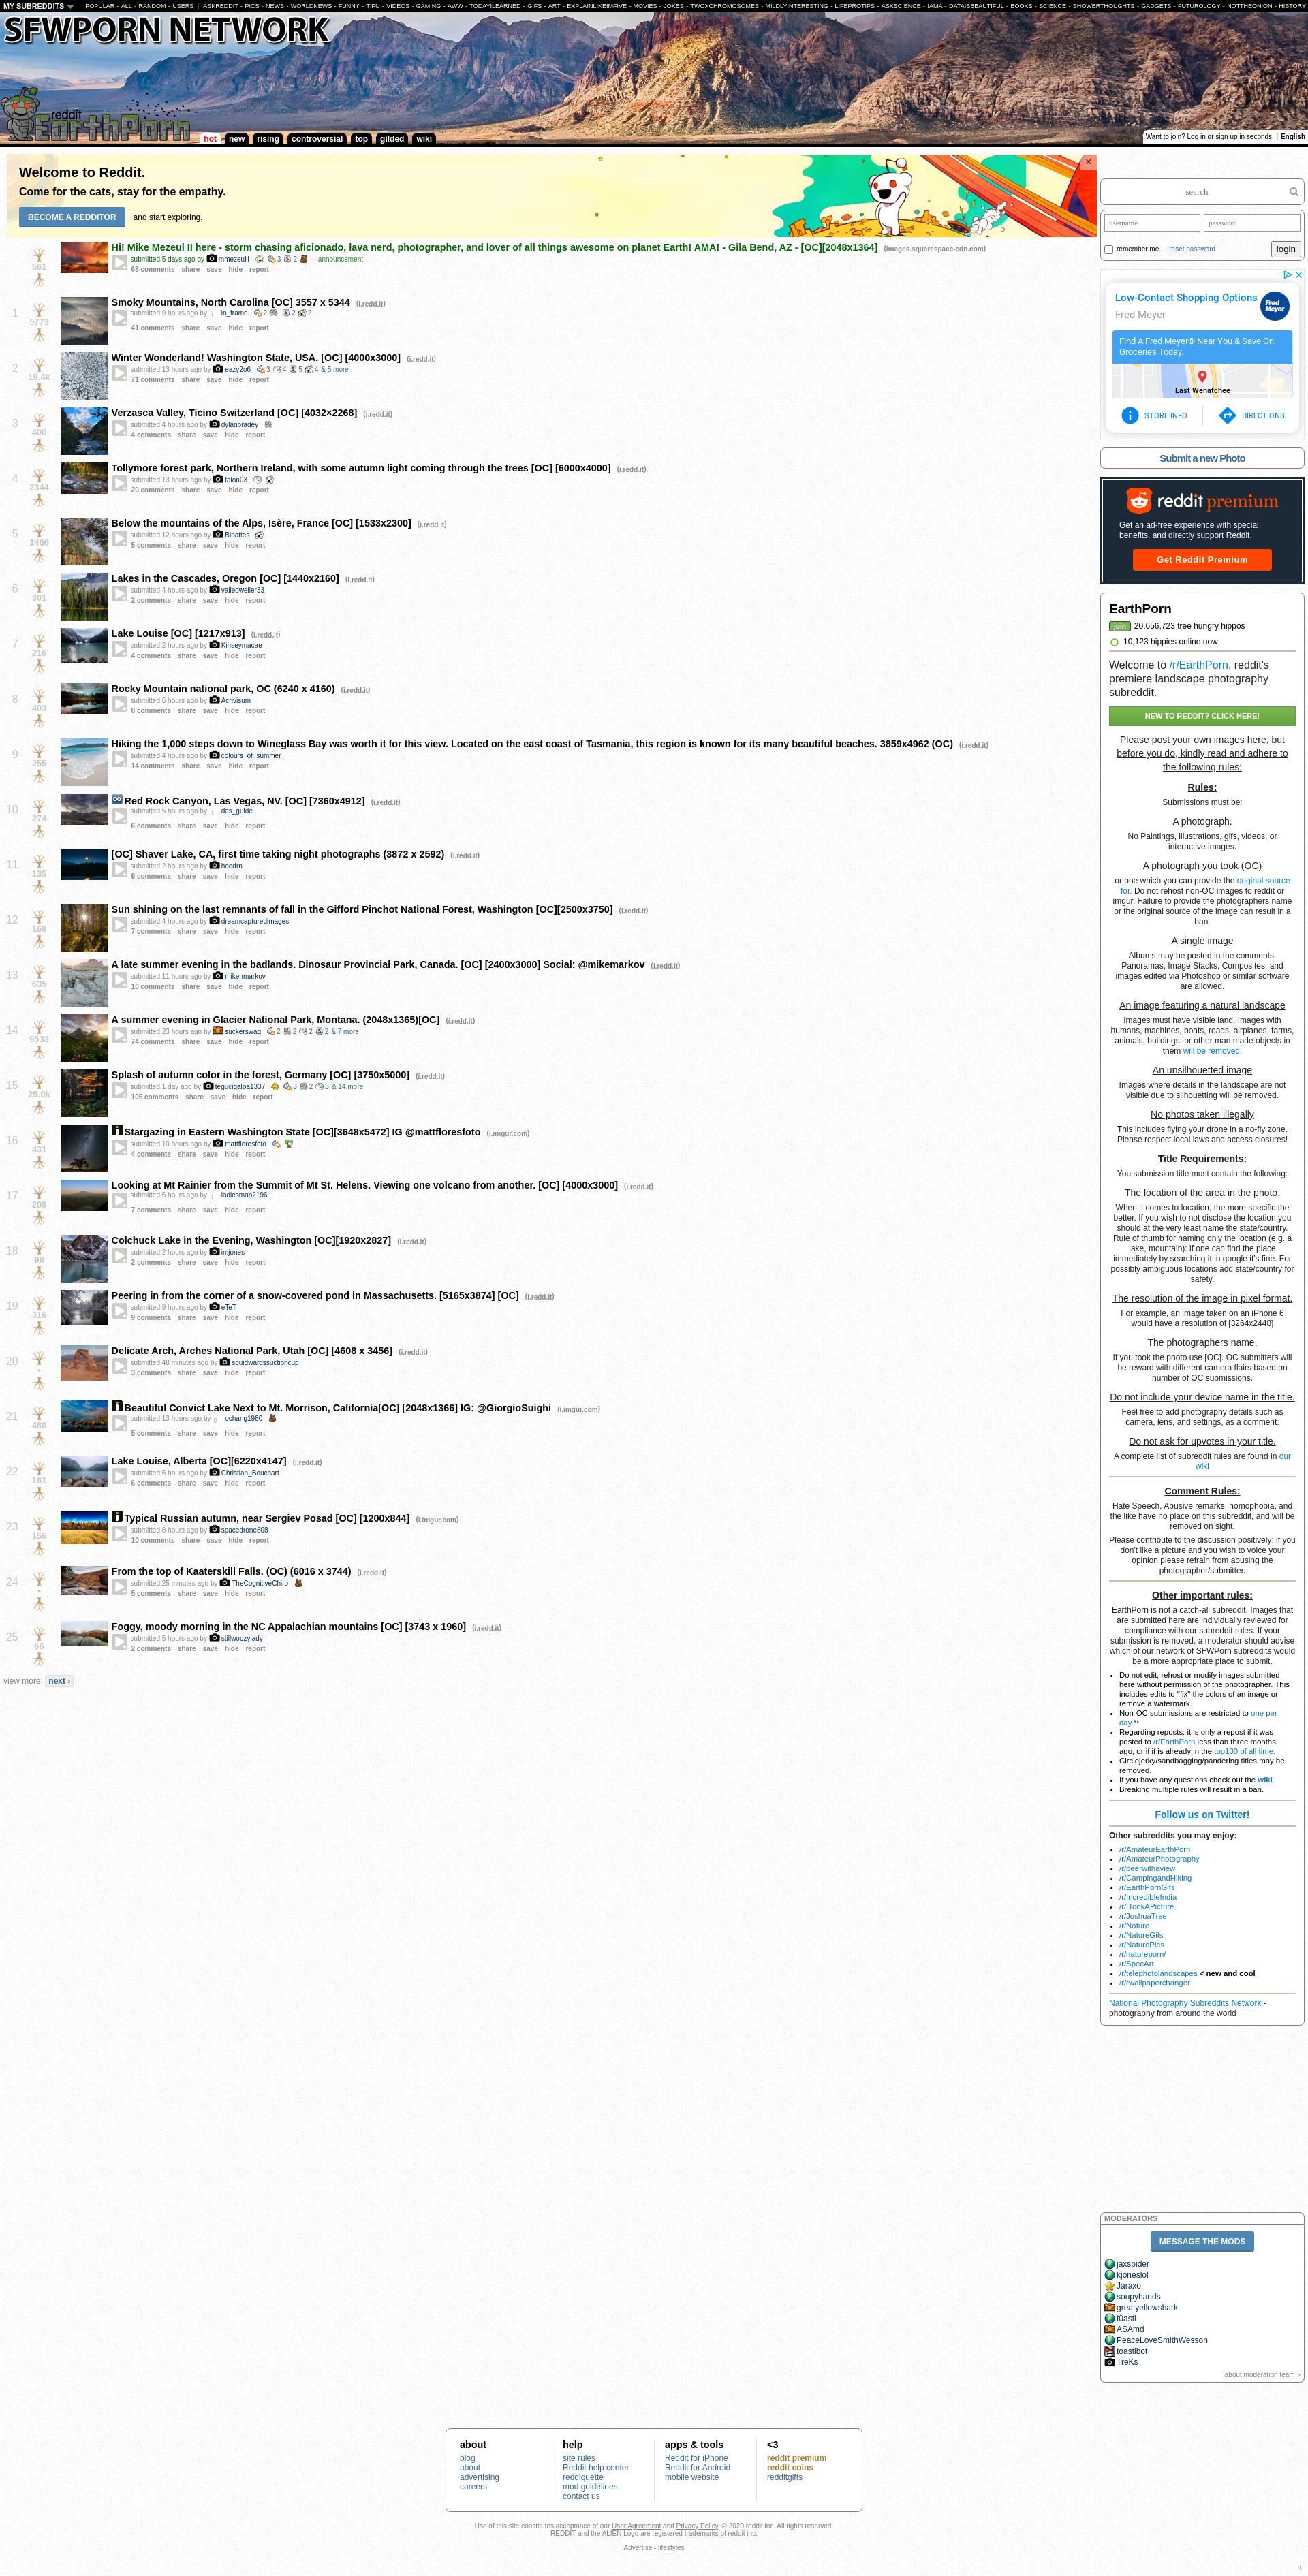 MY SUBREDDITS POPULAR - ALL - RANDOM - USERS | ASKREDDIT - PICS - NEWS - WORLDNEWS - FUNNY - TIFU - VIDEOS - GAMING - AWW - TODAYILEARNED - GIFS - ART - EXPLAINLIKEIMFIVE - MOVIES - JOKES - TWOXCHROMOSOMES - MILDLYINTERESTING - LIFEPROTIPS - ASKSCIENCE - IAMA - DATAISBEAUTIFUL - BOOKS - SCIENCE - SHOWERTHOUGHTS - GADGETS - FUTUROLOGY - NOTTHEONION - HISTORY
SFWPORN NETWORK
reddit
EarthPorn
hot new rising controversial top gilded wiki
Want to join? Log in or sign up in seconds. | English
Welcome to Reddit.
Come for the cats, stay for the empathy.
BECOME A REDDITOR and start exploring.
×
561
Hi! Mike Mezeul II here - storm chasing aficionado, lava nerd, photographer, and lover of all things awesome on planet Earth! AMA! - Gila Bend, AZ - [OC][2048x1364] (images.squarespace-cdn.com)
submitted 5 days ago by mmezeulii 3 2 - announcement
68 comments share save hide report
1
5773
Smoky Mountains, North Carolina [OC] 3557 x 5344 (i.redd.it)
submitted 9 hours ago by in_frame 2 2 2
41 comments share save hide report
2
19.4k
Winter Wonderland! Washington State, USA. [OC] [4000x3000] (i.redd.it)
submitted 13 hours ago by eazy2o6 3 4 5 4 & 5 more
71 comments share save hide report
3
400
Verzasca Valley, Ticino Switzerland [OC] [4032×2268] (i.redd.it)
submitted 4 hours ago by dylanbradey
4 comments share save hide report
4
2344
Tollymore forest park, Northern Ireland, with some autumn light coming through the trees [OC] [6000x4000] (i.redd.it)
submitted 13 hours ago by talon03
20 comments share save hide report
5
1466
Below the mountains of the Alps, Isère, France [OC] [1533x2300] (i.redd.it)
submitted 12 hours ago by Bipattes
5 comments share save hide report
6
301
Lakes in the Cascades, Oregon [OC] [1440x2160] (i.redd.it)
submitted 4 hours ago by valledweller33
2 comments share save hide report
7
216
Lake Louise [OC] [1217x913] (i.redd.it)
submitted 2 hours ago by Kinseymacae
4 comments share save hide report
8
403
Rocky Mountain national park, OC (6240 x 4160) (i.redd.it)
submitted 6 hours ago by Acrivisum
8 comments share save hide report
9
255
Hiking the 1,000 steps down to Wineglass Bay was worth it for this view. Located on the east coast of Tasmania, this region is known for its many beautiful beaches. 3859x4962 (OC) (i.redd.it)
submitted 4 hours ago by colours_of_summer_
14 comments share save hide report
10
274
Red Rock Canyon, Las Vegas, NV. [OC] [7360x4912] (i.redd.it)
submitted 5 hours ago by das_gulde
6 comments share save hide report
11
135
[OC] Shaver Lake, CA, first time taking night photographs (3872 x 2592) (i.redd.it)
submitted 2 hours ago by hoodrn
9 comments share save hide report
12
168
Sun shining on the last remnants of fall in the Gifford Pinchot National Forest, Washington [OC][2500x3750] (i.redd.it)
submitted 4 hours ago by dreamcapturedimages
7 comments share save hide report
13
635
A late summer evening in the badlands. Dinosaur Provincial Park, Canada. [OC] [2400x3000] Social: @mikemarkov (i.redd.it)
submitted 11 hours ago by mikenmarkov
10 comments share save hide report
14
9533
A summer evening in Glacier National Park, Montana. (2048x1365)[OC] (i.redd.it)
submitted 23 hours ago by suckerswag 2 2 2 2 & 7 more
74 comments share save hide report
15
25.0k
Splash of autumn color in the forest, Germany [OC] [3750x5000] (i.redd.it)
submitted 1 day ago by tegucigalpa1337 3 2 3 & 14 more
105 comments share save hide report
16
431
Stargazing in Eastern Washington State [OC][3648x5472] IG @mattfloresfoto (i.imgur.com)
submitted 10 hours ago by mattfloresfoto
4 comments share save hide report
17
208
Looking at Mt Rainier from the Summit of Mt St. Helens. Viewing one volcano from another. [OC] [4000x3000] (i.redd.it)
submitted 6 hours ago by ladiesman2196
7 comments share save hide report
18
98
Colchuck Lake in the Evening, Washington [OC][1920x2827] (i.redd.it)
submitted 2 hours ago by imjones
2 comments share save hide report
19
316
Peering in from the corner of a snow-covered pond in Massachusetts. [5165x3874] [OC] (i.redd.it)
submitted 9 hours ago by eTeT
9 comments share save hide report
20
•
Delicate Arch, Arches National Park, Utah [OC] [4608 x 3456] (i.redd.it)
submitted 48 minutes ago by squidwardssuctioncup
3 comments share save hide report
21
468
Beautiful Convict Lake Next to Mt. Morrison, California[OC] [2048x1366] IG: @GiorgioSuighi (i.imgur.com)
submitted 13 hours ago by ochang1980
5 comments share save hide report
22
161
Lake Louise, Alberta [OC][6220x4147] (i.redd.it)
submitted 6 hours ago by Christian_Bouchart
6 comments share save hide report
23
156
Typical Russian autumn, near Sergiev Posad [OC] [1200x844] (i.imgur.com)
submitted 8 hours ago by spacedrone808
10 comments share save hide report
24
•
From the top of Kaaterskill Falls. (OC) (6016 x 3744) (i.redd.it)
submitted 25 minutes ago by TheCognitiveChiro
5 comments share save hide report
25
66
Foggy, moody morning in the NC Appalachian mountains [OC] [3743 x 1960] (i.redd.it)
submitted 5 hours ago by stillwoozylady
2 comments share save hide report
view more: next ›
search
username password
remember me reset password login
Low-Contact Shopping Options
Fred Meyer
Fred Meyer
Find A Fred Meyer® Near You & Save On
Groceries Today.
East Wenatchee
STORE INFO DIRECTIONS
Submit a new Photo
reddit premium
Get an ad-free experience with special
benefits, and directly support Reddit.
Get Reddit Premium
EarthPorn
join 20,656,723 tree hungry hippos
10,123 hippies online now
Welcome to /r/EarthPorn, reddit's
premiere landscape photography
subreddit.
NEW TO REDDIT? CLICK HERE!
Please post your own images here, but
before you do, kindly read and adhere to
the following rules:
Rules:
Submissions must be:
A photograph.
No Paintings, illustrations, gifs, videos, or
interactive images.
A photograph you took (OC)
or one which you can provide the original source
for. Do not rehost non-OC images to reddit or
imgur. Failure to provide the photographers name
or the original source of the image can result in a
ban.
A single image
Albums may be posted in the comments.
Panoramas, Image Stacks, Composites, and
images edited via Photoshop or similar software
are allowed.
An image featuring a natural landscape
Images must have visible land. Images with
humans, machines, boats, roads, airplanes, farms,
animals, buildings, or other man made objects in
them will be removed.
An unsilhouetted image
Images where details in the landscape are not
visible due to silhouetting will be removed.
No photos taken illegally
This includes flying your drone in a no-fly zone.
Please respect local laws and access closures!
Title Requirements:
You submission title must contain the following:
The location of the area in the photo.
When it comes to location, the more specific the
better. If you wish to not disclose the location you
should at the very least name the state/country.
Rule of thumb for naming only the location (e.g. a
lake, mountain): if one can find the place
immediately by searching it in google it's fine. For
possibly ambiguous locations add state/country for
safety.
The resolution of the image in pixel format.
For example, an image taken on an iPhone 6
would have a resolution of [3264x2448]
The photographers name.
If you took the photo use [OC]. OC submitters will
be reward with different camera flairs based on
number of OC submissions.
Do not include your device name in the title.
Feel free to add photography details such as
camera, lens, and settings, as a comment.
Do not ask for upvotes in your title.
A complete list of subreddit rules are found in our
wiki
Comment Rules:
Hate Speech, Abusive remarks, homophobia, and
the like have no place on this subreddit, and will be
removed on sight.
Please contribute to the discussion positively; if you
don't like a picture and you wish to voice your
opinion please refrain from abusing the
photographer/submitter.
Other important rules:
EarthPorn is not a catch-all subreddit. Images that
are submitted here are individually reviewed for
compliance with our subreddit rules. If your
submission is removed, a moderator should advise
which of our network of SFWPorn subreddits would
be a more appropriate place to submit.
• Do not edit, rehost or modify images submitted
here without permission of the photographer. This
includes edits to "fix" the colors of an image or
remove a watermark.
• Non-OC submissions are restricted to one per
day.**
• Regarding reposts: it is only a repost if it was
posted to /r/EarthPorn less than three months
ago, or if it is already in the top100 of all time.
• Circlejerky/sandbagging/pandering titles may be
removed.
• If you have any questions check out the wiki.
• Breaking multiple rules will result in a ban.
Follow us on Twitter!
Other subreddits you may enjoy:
• /r/AmateurEarthPorn
• /r/AmateurPhotography
• /r/beerwithaview
• /r/CampingandHiking
• /r/EarthPornGifs
• /r/IncredibleIndia
• /r/ITookAPicture
• /r/JoshuaTree
• /r/Nature
• /r/NatureGifs
• /r/NaturePics
• /r/natureporn/
• /r/SpecArt
• /r/telephotolandscapes < new and cool
• /r/rwallpaperchanger
National Photography Subreddits Network -
photography from around the world
MODERATORS
MESSAGE THE MODS
jaxspider
kjoneslol
Jaraxo
soupyhands
greatyellowshark
t0asti
ASAmd
PeaceLoveSmithWesson
toastibot
TreKs
about moderation team »
about
blog
about
advertising
careers
help
site rules
Reddit help center
reddiquette
mod guidelines
contact us
apps & tools
Reddit for iPhone
Reddit for Android
mobile website
<3
reddit premium
reddit coins
redditgifts
Use of this site constitutes acceptance of our User Agreement and Privacy Policy. © 2020 reddit inc. All rights reserved.
REDDIT and the ALIEN Logo are registered trademarks of reddit inc.
Advertise - lifestyles
π